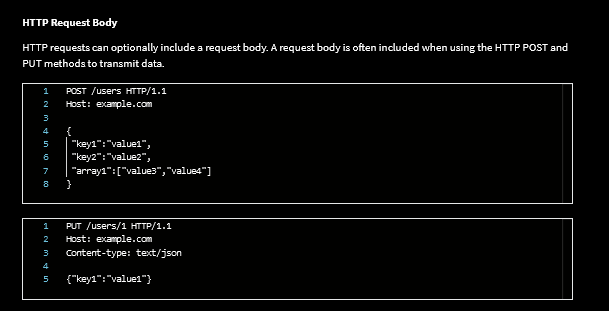 HTTP Request Body
HTTP requests can optionally include a request body. A request body is often included when using the HTTP POST and
PUT methods to transmit data.
1 POST /users HTTP/1.1
2 Host: example.com
3
4 {
5 "key1":"value1",
6 "key2":"value2",
7 "array1":["value3","value4"]
8 }
1 PUT /users/1 HTTP/1.1
2 Host: example.com
3 Content-type: text/json
4
5 {"key1":"value1"}